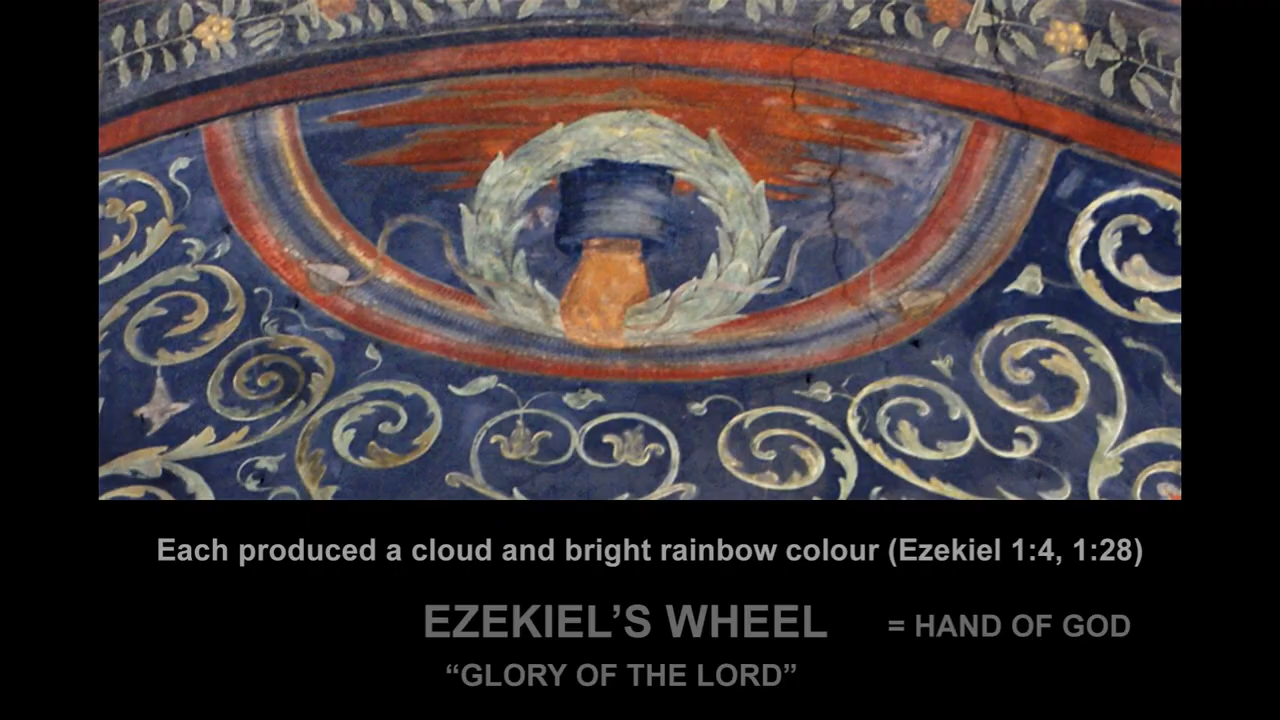 Each produced a cloud and bright rainbow colour (Ezekiel 1:4, 1:28)
EZEKIEL’S WHEEL = HAND OF GOD
“GLORY OF THE LORD”